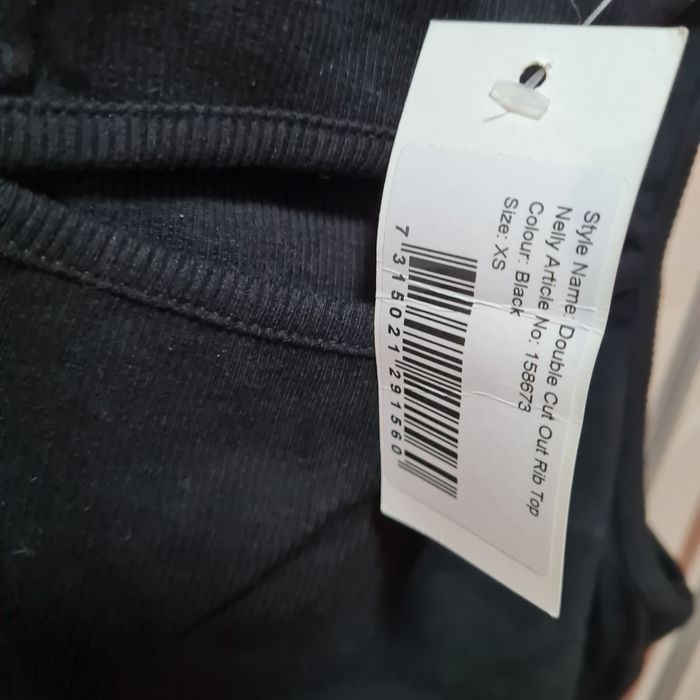 Style Name: Double Cut Out Rib Top
Nelly Article No: 158673
Colour: Black
Size: XS
7 315021 291560